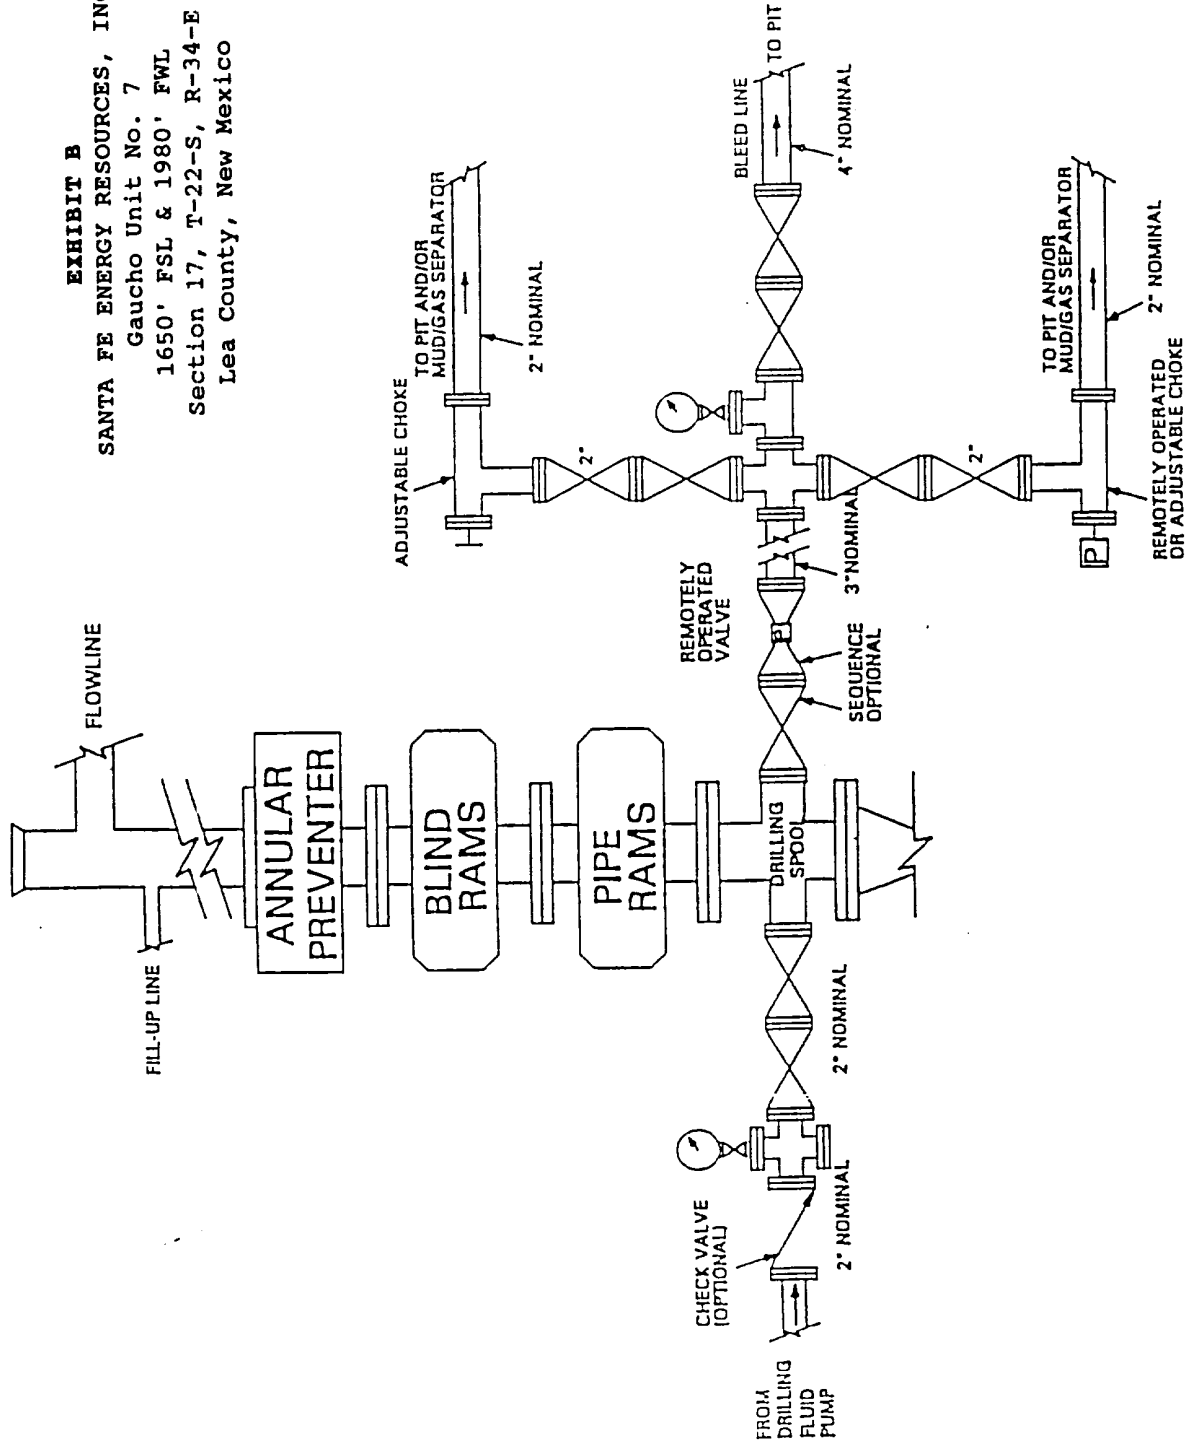 EXHIBIT B
SANTA FE ENERGY RESOURCES, INC
Gaucho Unit No. 7
1650' FSL & 1980' FWL
Section 17, T-22-S, R-34-E
Lea County, New Mexico
FLOWLINE
FILL-UP LINE
ANNULAR
PREVENTER
BLIND
RAMS
PIPE
RAMS
DRILLING
SPOOL
ADJUSTABLE CHOKE
TO PIT AND/OR
MUD/GAS SEPARATOR
2" NOMINAL
2"
BLEED LINE
TO PIT
4" NOMINAL
REMOTELY
OPERATED
VALVE
P
3"NOMINAL
SEQUENCE
OPTIONAL
2"
TO PIT AND/OR
MUD/GAS SEPARATOR
2" NOMINAL
P
REMOTELY OPERATED
OR ADJUSTABLE CHOKE
2" NOMINAL
CHECK VALVE
(OPTIONAL)
2" NOMINAL
FROM
DRILLING
FLUID
PUMP